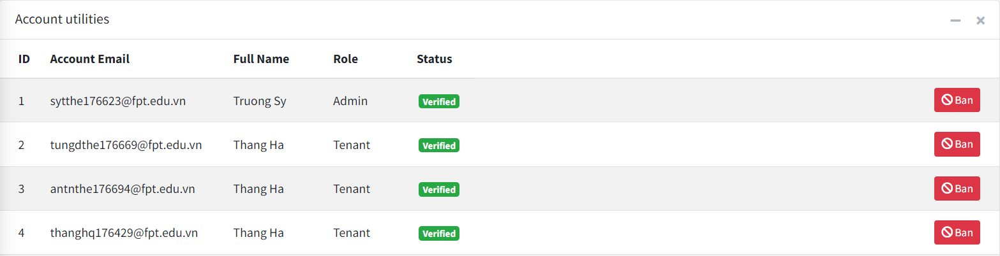 Account utilities
ID Account Email Full Name Role Status
1 sytthe176623@fpt.edu.vn Truong Sy Admin Verified Ban
2 tungdthe176669@fpt.edu.vn Thang Ha Tenant Verified Ban
3 antnthe176694@fpt.edu.vn Thang Ha Tenant Verified Ban
4 thanghq176429@fpt.edu.vn Thang Ha Tenant Verified Ban